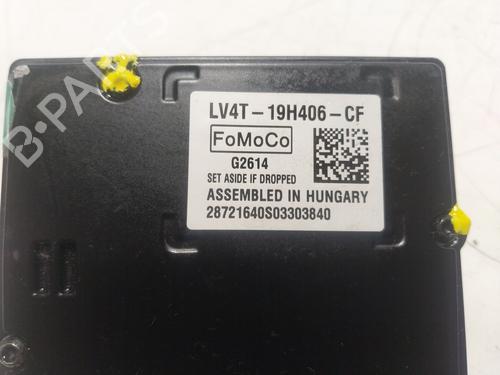 LV4T-19H406-CF
FoMoCo
G2614
SET ASIDE IF DROPPED
ASSEMBLED IN HUNGARY
28721640S03303840
B-PARTS